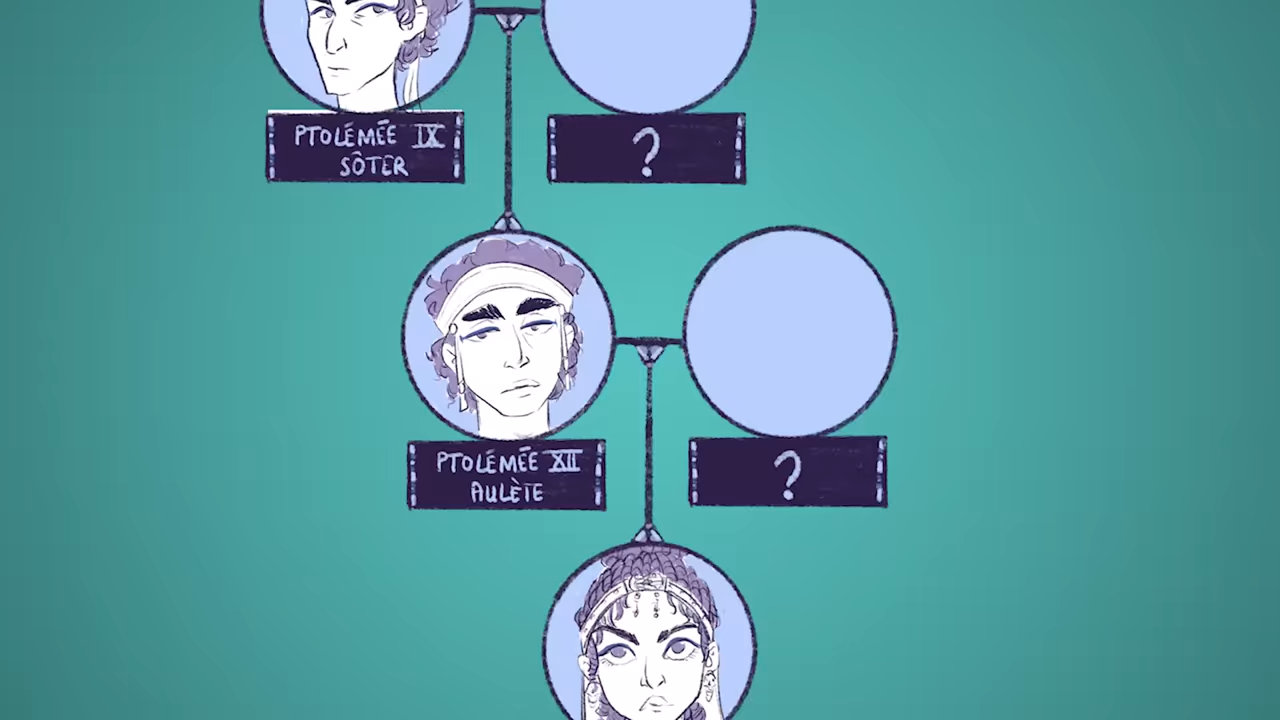 PTOLÉMÉE IX
SÔTER
?
PTOLÉMÉE XII
AULÈTE
?